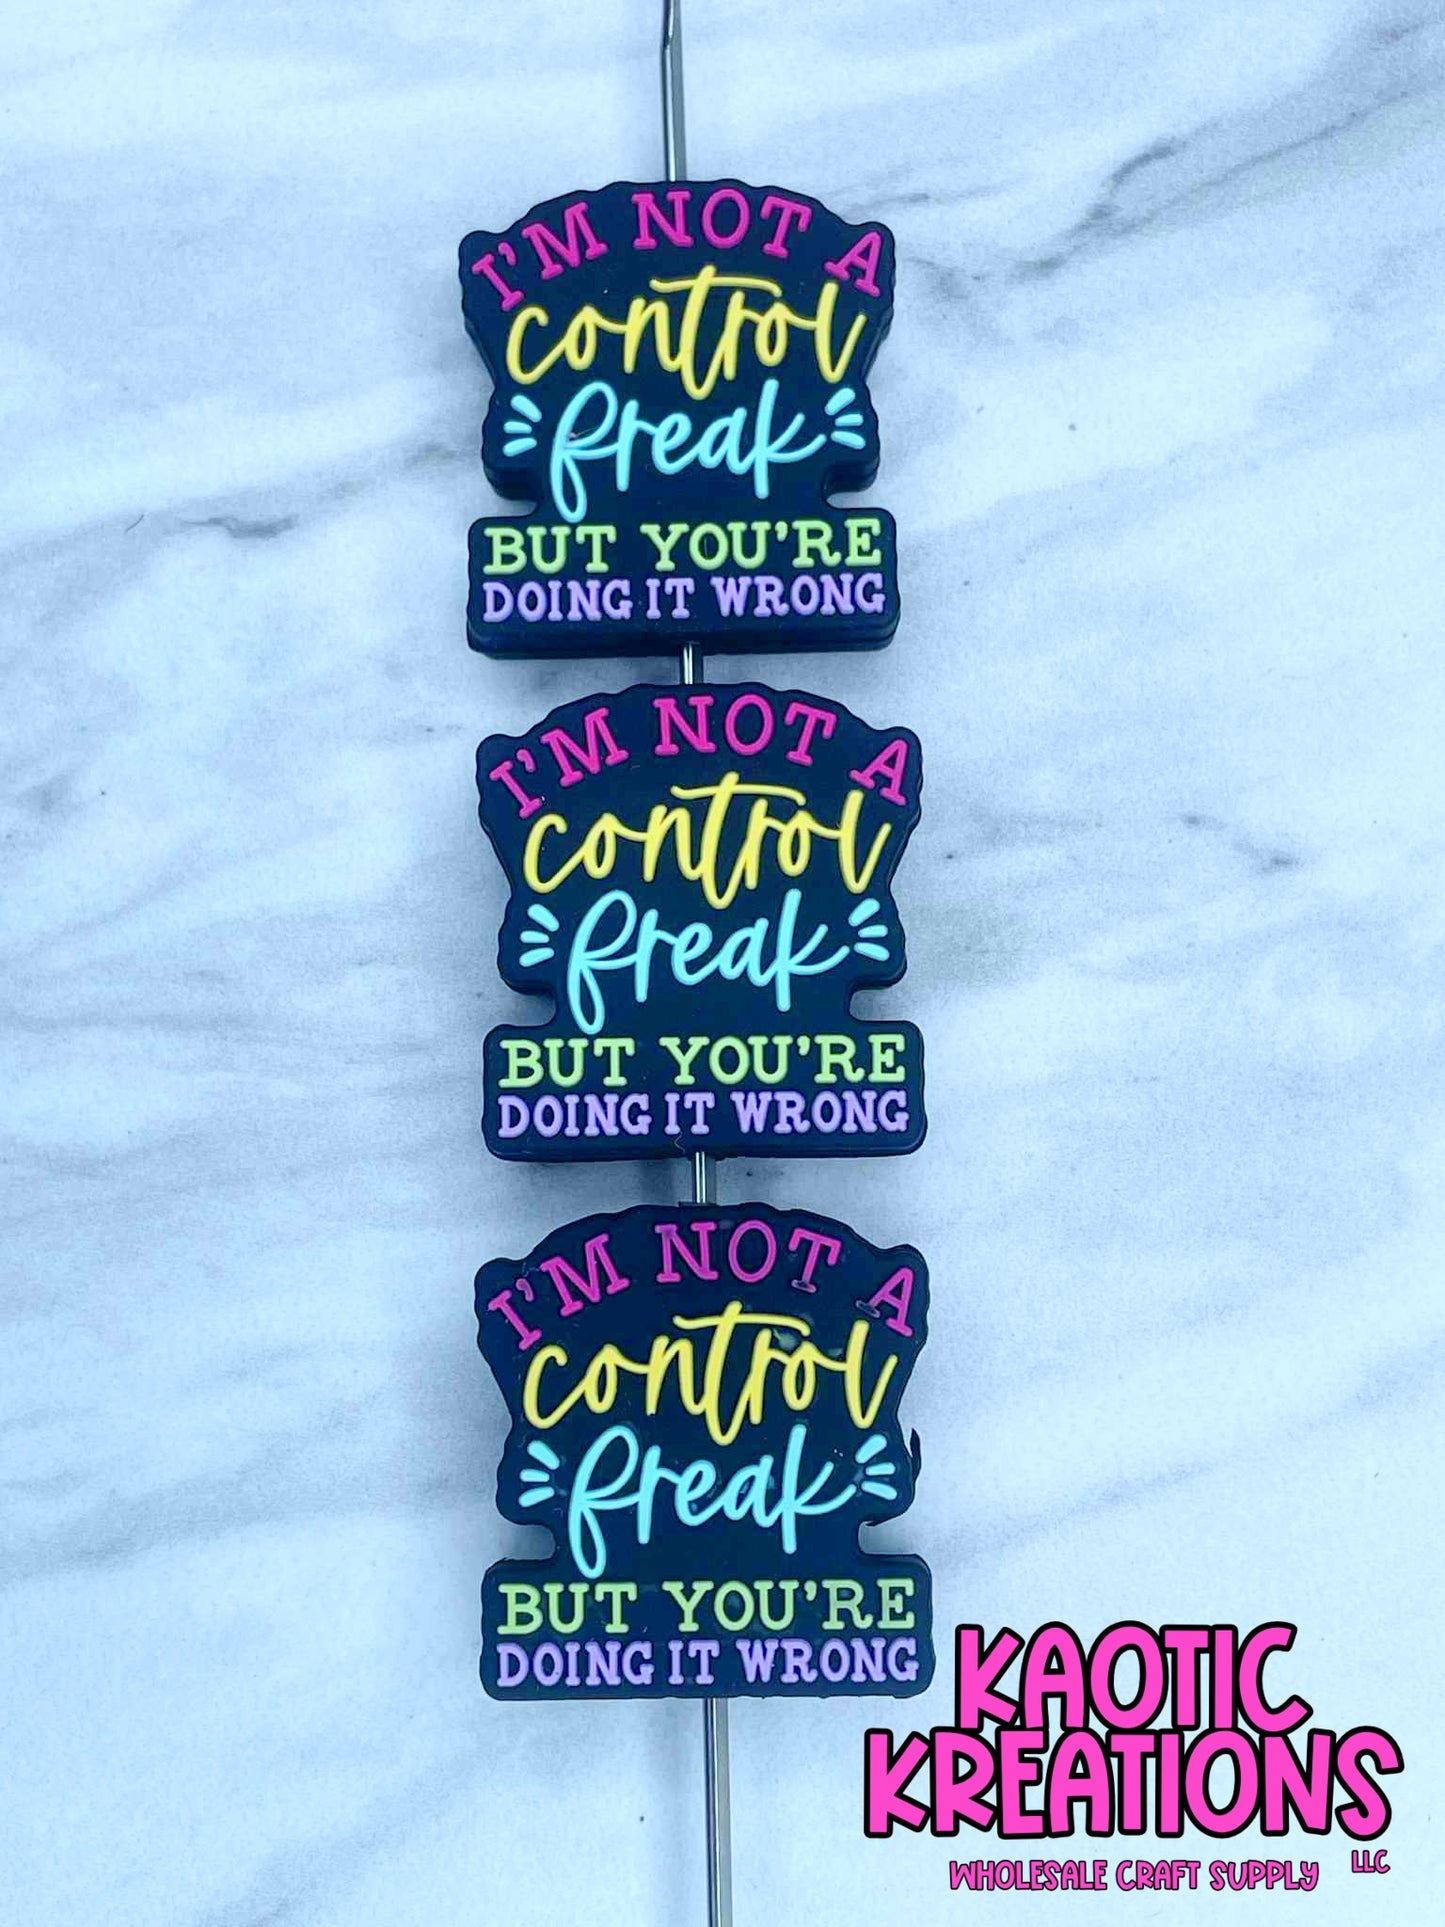 I'M NOT A
control
freak
BUT YOU'RE
DOING IT WRONG
I'M NOT A
control
freak
BUT YOU'RE
DOING IT WRONG
I'M NOT A
control
freak
BUT YOU'RE
DOING IT WRONG
KAOTIC
KREATIONS
LLC
WHOLESALE CRAFT SUPPLY